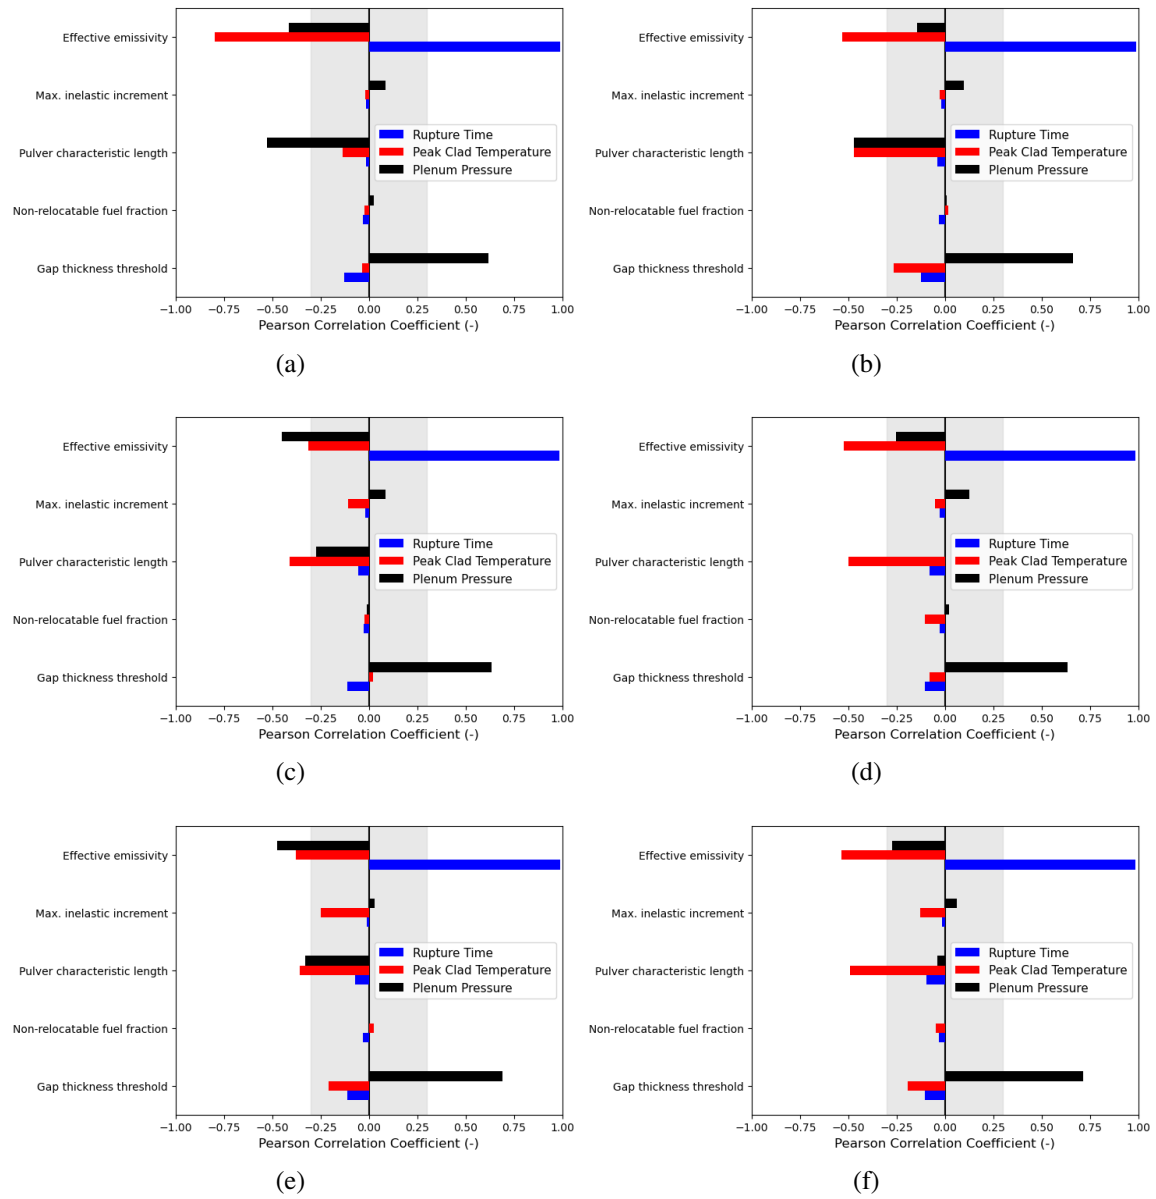 Effective emissivity
Max. inelastic increment
Pulver characteristic length
Non-relocatable fuel fraction
Gap thickness threshold
Rupture Time
Peak Clad Temperature
Plenum Pressure
−1.00 −0.75 −0.50 −0.25 0.00 0.25 0.50 0.75 1.00
Pearson Correlation Coefficient (-)
(a)
Effective emissivity
Max. inelastic increment
Pulver characteristic length
Non-relocatable fuel fraction
Gap thickness threshold
Rupture Time
Peak Clad Temperature
Plenum Pressure
−1.00 −0.75 −0.50 −0.25 0.00 0.25 0.50 0.75 1.00
Pearson Correlation Coefficient (-)
(b)
Effective emissivity
Max. inelastic increment
Pulver characteristic length
Non-relocatable fuel fraction
Gap thickness threshold
Rupture Time
Peak Clad Temperature
Plenum Pressure
−1.00 −0.75 −0.50 −0.25 0.00 0.25 0.50 0.75 1.00
Pearson Correlation Coefficient (-)
(c)
Effective emissivity
Max. inelastic increment
Pulver characteristic length
Non-relocatable fuel fraction
Gap thickness threshold
Rupture Time
Peak Clad Temperature
Plenum Pressure
−1.00 −0.75 −0.50 −0.25 0.00 0.25 0.50 0.75 1.00
Pearson Correlation Coefficient (-)
(d)
Effective emissivity
Max. inelastic increment
Pulver characteristic length
Non-relocatable fuel fraction
Gap thickness threshold
Rupture Time
Peak Clad Temperature
Plenum Pressure
−1.00 −0.75 −0.50 −0.25 0.00 0.25 0.50 0.75 1.00
Pearson Correlation Coefficient (-)
(e)
Effective emissivity
Max. inelastic increment
Pulver characteristic length
Non-relocatable fuel fraction
Gap thickness threshold
Rupture Time
Peak Clad Temperature
Plenum Pressure
−1.00 −0.75 −0.50 −0.25 0.00 0.25 0.50 0.75 1.00
Pearson Correlation Coefficient (-)
(f)